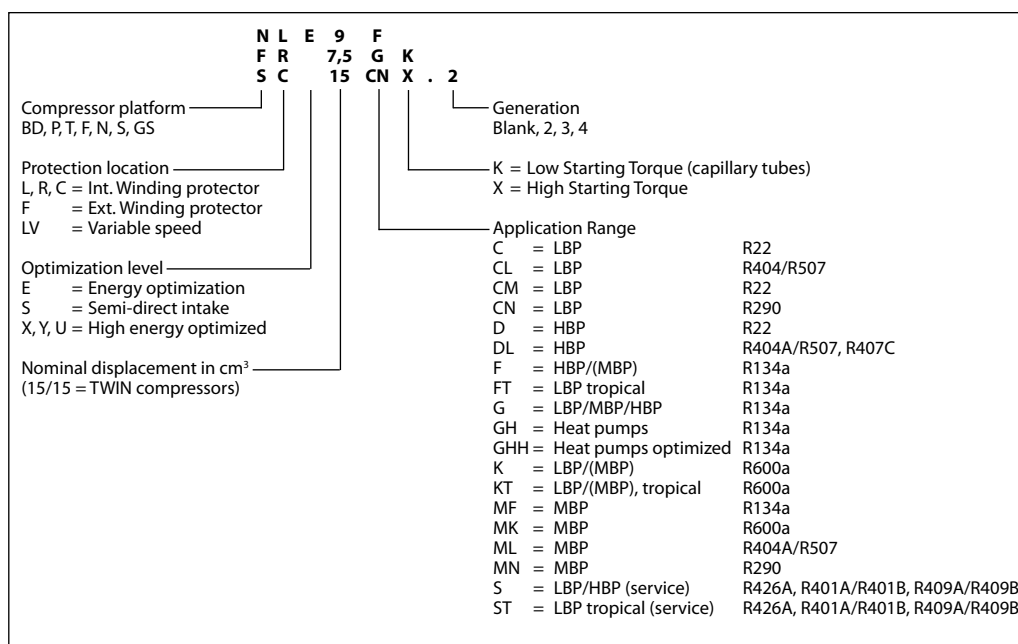 N L E 9 F
F R 7,5 G K
S C 15 CN X . 2
Compressor platform
BD, P, T, F, N, S, GS
Protection location
L, R, C = Int. Winding protector
F = Ext. Winding protector
LV = Variable speed
Optimization level
E = Energy optimization
S = Semi-direct intake
X, Y, U = High energy optimized
Nominal displacement in cm³
(15/15 = TWIN compressors)
Generation
Blank, 2, 3, 4
K = Low Starting Torque (capillary tubes)
X = High Starting Torque
Application Range
C = LBP R22
CL = LBP R404/R507
CM = LBP R22
CN = LBP R290
D = HBP R22
DL = HBP R404A/R507, R407C
F = HBP/(MBP) R134a
FT = LBP tropical R134a
G = LBP/MBP/HBP R134a
GH = Heat pumps R134a
GHH = Heat pumps optimized R134a
K = LBP/(MBP) R600a
KT = LBP/(MBP), tropical R600a
MF = MBP R134a
MK = MBP R600a
ML = MBP R404A/R507
MN = MBP R290
S = LBP/HBP (service) R426A, R401A/R401B, R409A/R409B
ST = LBP tropical (service) R426A, R401A/R401B, R409A/R409B